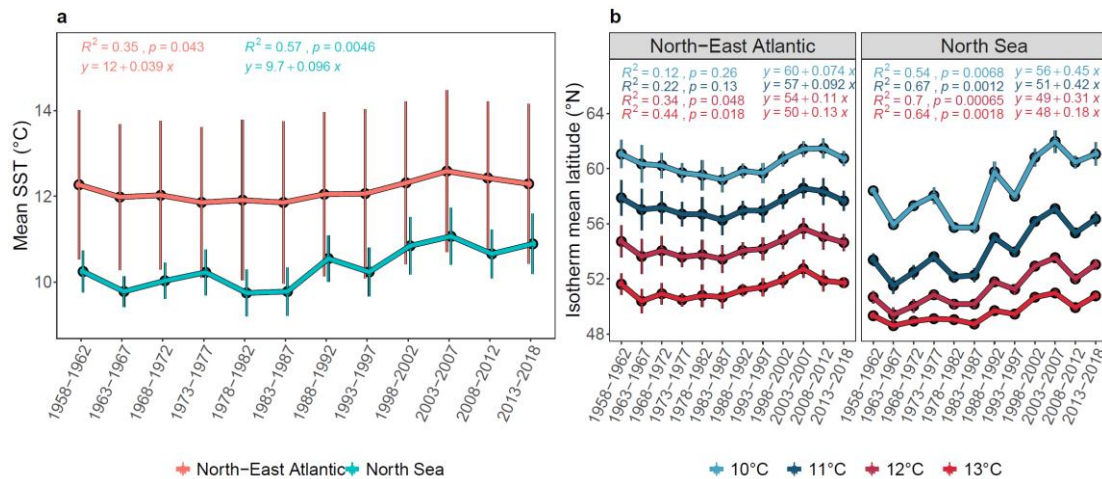 a
R² = 0.35 , p = 0.043
y = 12 + 0.039 x
R² = 0.57 , p = 0.0046
y = 9.7 + 0.096 x
Mean SST (°C)
14
12
10
1958−1962
1963−1967
1968−1972
1973−1977
1978−1982
1983−1987
1988−1992
1993−1997
1998−2002
2003−2007
2008−2012
2013−2018
North−East Atlantic
North Sea
b
North−East Atlantic
North Sea
R² = 0.12 , p = 0.26 y = 60 + 0.074 x
R² = 0.22 , p = 0.13 y = 57 + 0.092 x
R² = 0.34 , p = 0.048 y = 54 + 0.11 x
R² = 0.44 , p = 0.018 y = 50 + 0.13 x
R² = 0.54 , p = 0.0068 y = 56 + 0.45 x
R² = 0.67 , p = 0.0012 y = 51 + 0.42 x
R² = 0.7 , p = 0.00065 y = 49 + 0.31 x
R² = 0.64 , p = 0.0018 y = 48 + 0.18 x
Isotherm mean latitude (°N)
64
60
56
52
48
1958−1962
1963−1967
1968−1972
1973−1977
1978−1982
1983−1987
1988−1992
1993−1997
1998−2002
2003−2007
2008−2012
2013−2018
1958−1962
1963−1967
1968−1972
1973−1977
1978−1982
1983−1987
1988−1992
1993−1997
1998−2002
2003−2007
2008−2012
2013−2018
10°C
11°C
12°C
13°C